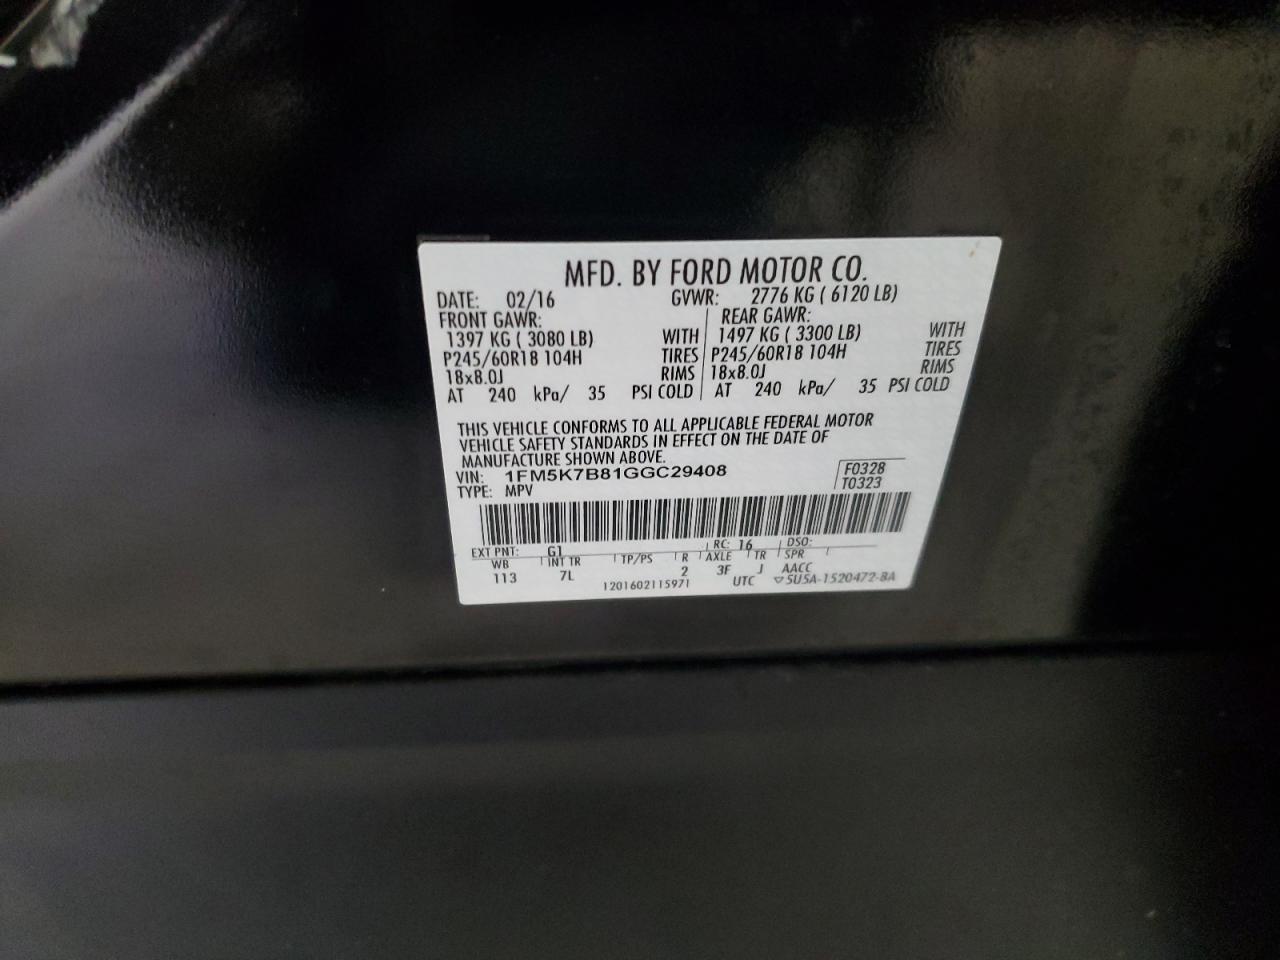 MFD. BY FORD MOTOR CO.
DATE: 02/16 GVWR: 2776 KG ( 6120 LB)
FRONT GAWR: REAR GAWR:
1397 KG ( 3080 LB) WITH 1497 KG ( 3300 LB) WITH
P245/60R18 104H TIRES P245/60R18 104H TIRES
18x8.0J RIMS 18x8.0J RIMS
AT 240 kPa/ 35 PSI COLD AT 240 kPa/ 35 PSI COLD
THIS VEHICLE CONFORMS TO ALL APPLICABLE FEDERAL MOTOR
VEHICLE SAFETY STANDARDS IN EFFECT ON THE DATE OF
MANUFACTURE SHOWN ABOVE.
VIN: 1FM5K7B81GGC29408 F0328
TYPE: MPV T0323
EXT PNT: G1 RC: 16 DSO:
WB INT TR TP/PS R AXLE TR SPR
113 7L 2 3F J AACC
1201602115971 UTC ▽5U5A-1520472-BA